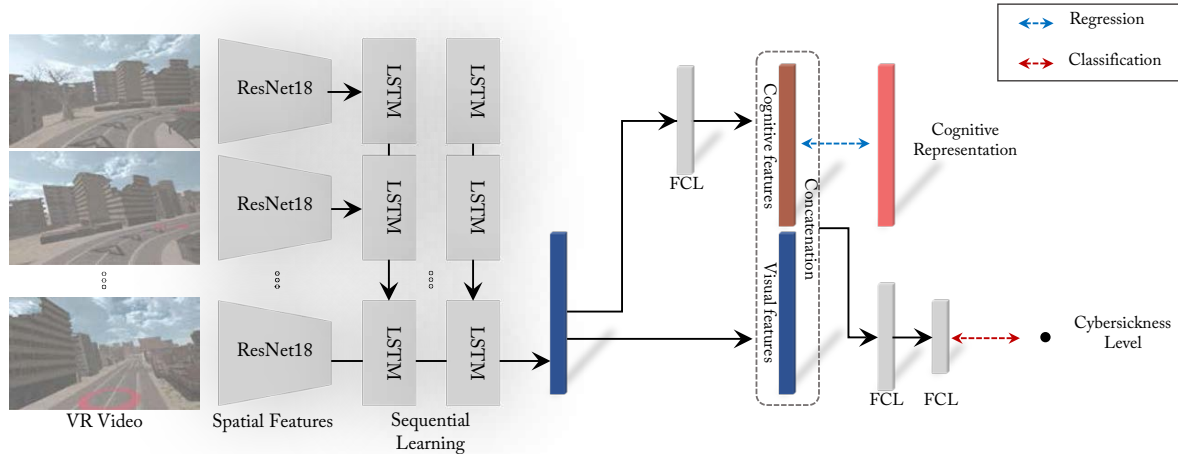 Regression
Classification
ResNet18
LSTM
LSTM
ResNet18
LSTM
LSTM
ResNet18
LSTM
LSTM
VR Video
Spatial Features
Sequential
Learning
FCL
Cognitive features
Visual features
Concatenation
Cognitive
Representation
FCL
FCL
Cybersickness
Level